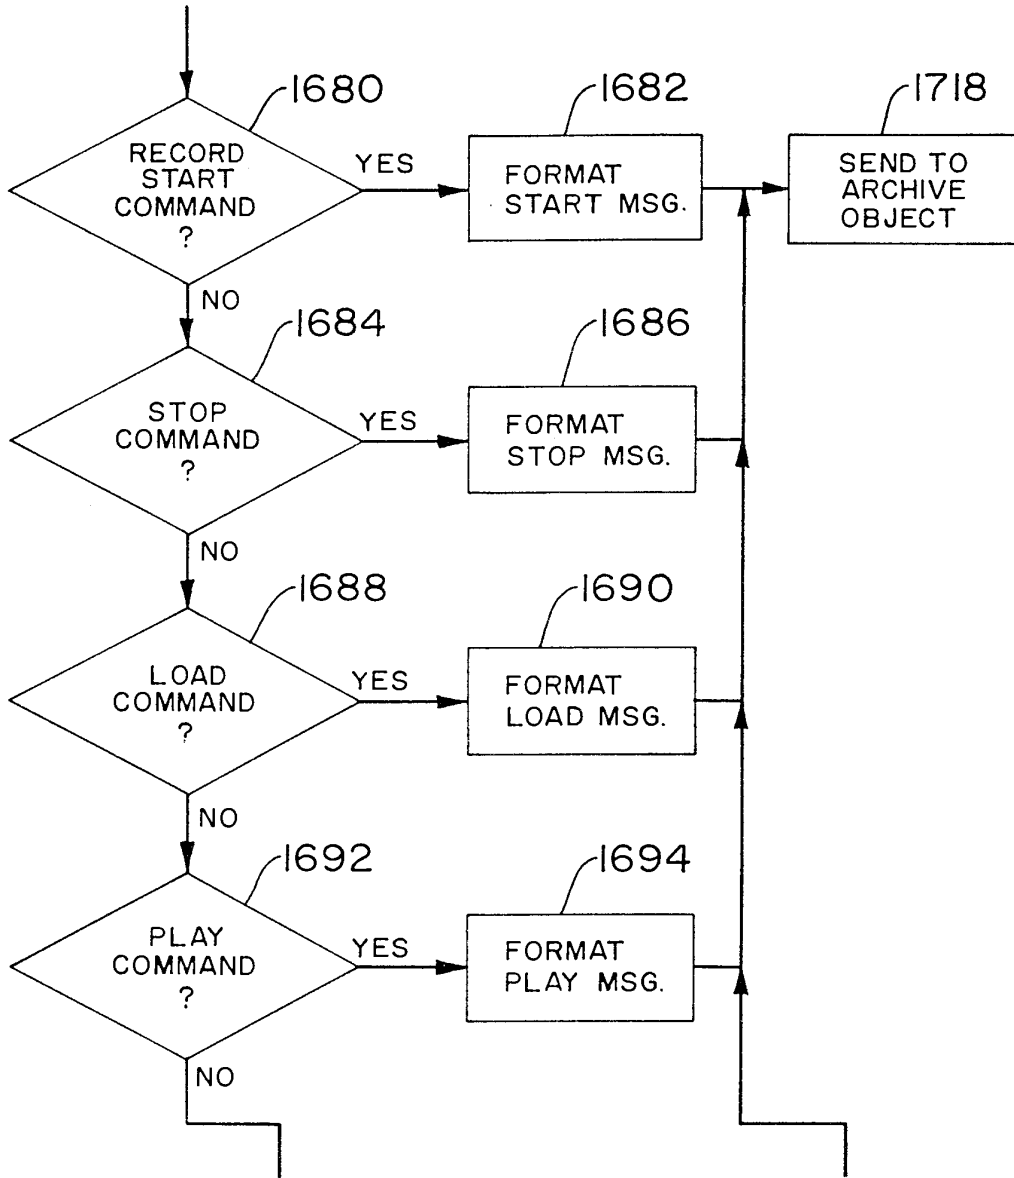 1680
RECORD
START
COMMAND
?
YES
1682
FORMAT
START MSG.
1718
SEND TO
ARCHIVE
OBJECT
NO
1684
STOP
COMMAND
?
YES
1686
FORMAT
STOP MSG.
NO
1688
LOAD
COMMAND
?
YES
1690
FORMAT
LOAD MSG.
NO
1692
PLAY
COMMAND
?
YES
1694
FORMAT
PLAY MSG.
NO